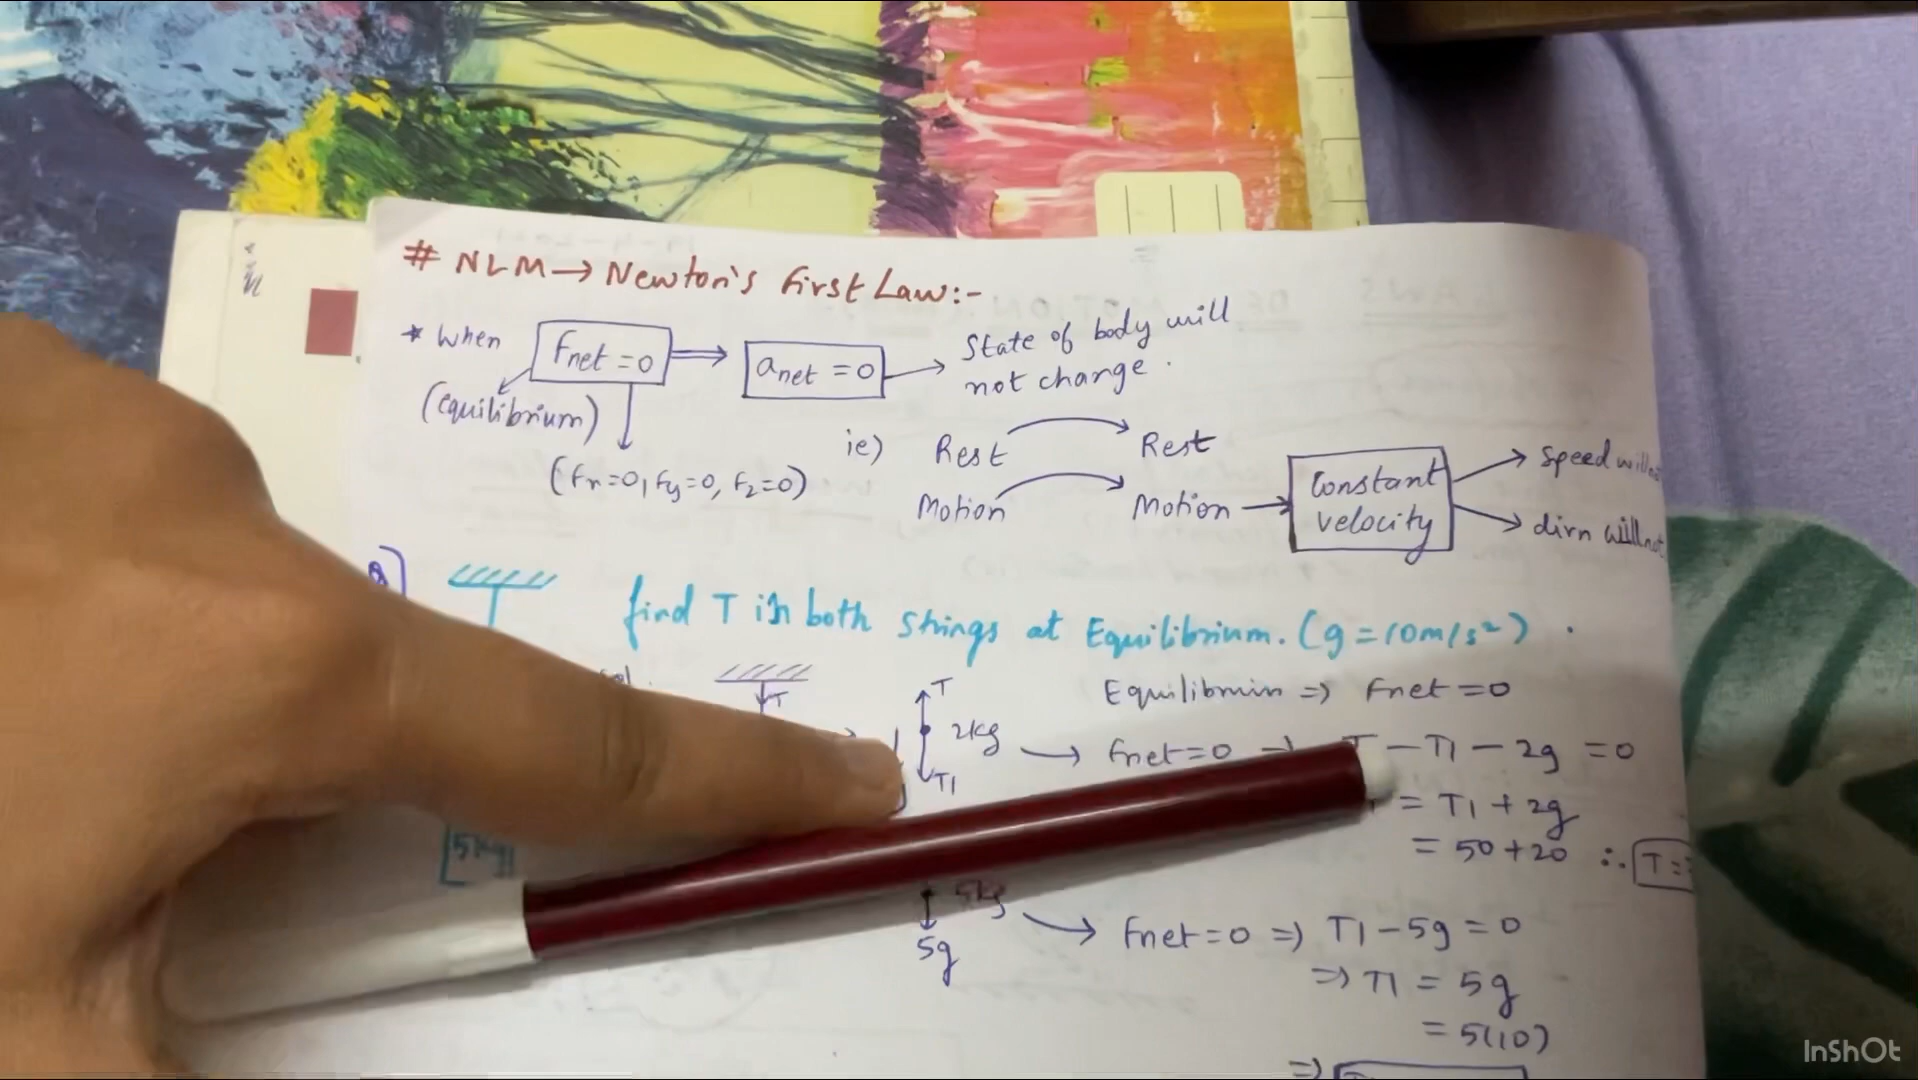 # NLM → Newton's First Law:-
* When Fnet = 0 ⇒ anet = 0 → State of body will
not change.
(equilibrium)
(Fx=0, Fy=0, Fz=0)
ie) Rest Rest
Motion Motion → Constant velocity
speed
dirn will not
find T in both strings at Equilibrium. (g = 10m/s²).
T
T
2kg
T1
Equilibmin ⇒ Fnet = 0
→ Fnet = 0 - T1 - 2g = 0
= T1 + 2g
= 50 + 20 ∴ T =
5kg
5kg
5g
→ Fnet = 0 ⇒ T1 - 5g = 0
⇒ T1 = 5g
= 5(10)
⇒
InShOt